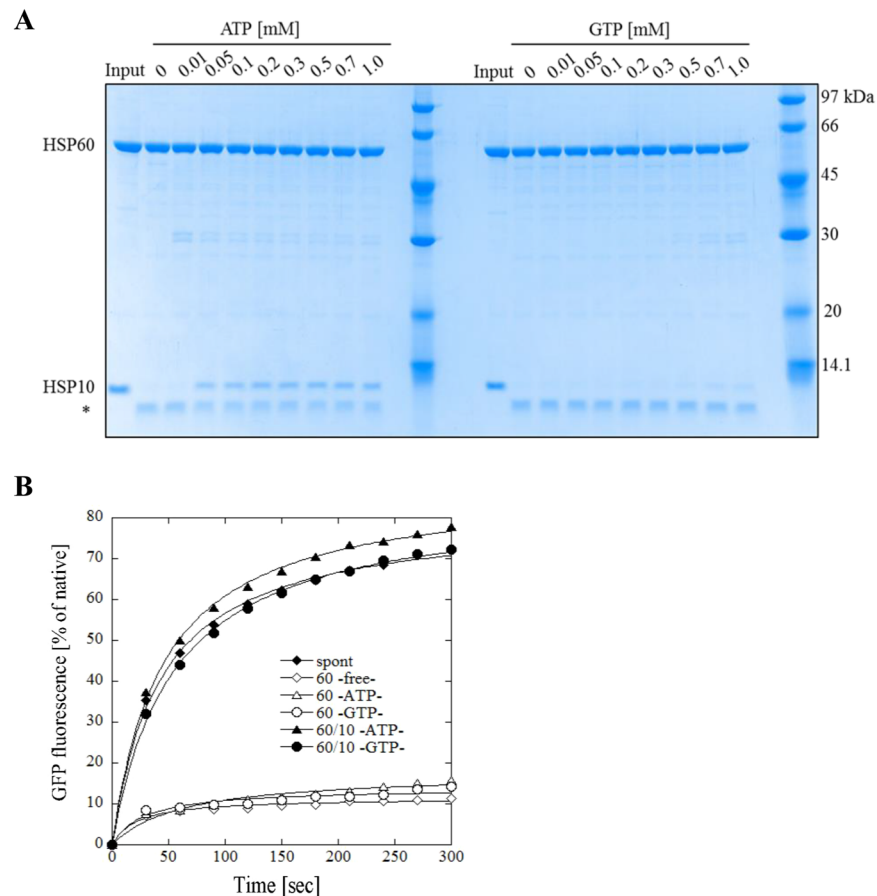 A
ATP [mM]
GTP [mM]
Input 0 0.01 0.05 0.1 0.2 0.3 0.5 0.7 1.0
Input 0 0.01 0.05 0.1 0.2 0.3 0.5 0.7 1.0
97 kDa
HSP60
66
45
30
20
14.1
HSP10
*
B
GFP fluorescence [% of native]
80
70
60
50
40
30
20
10
0
spont
60 -free-
60 -ATP-
60 -GTP-
60/10 -ATP-
60/10 -GTP-
0 50 100 150 200 250 300
Time [sec]